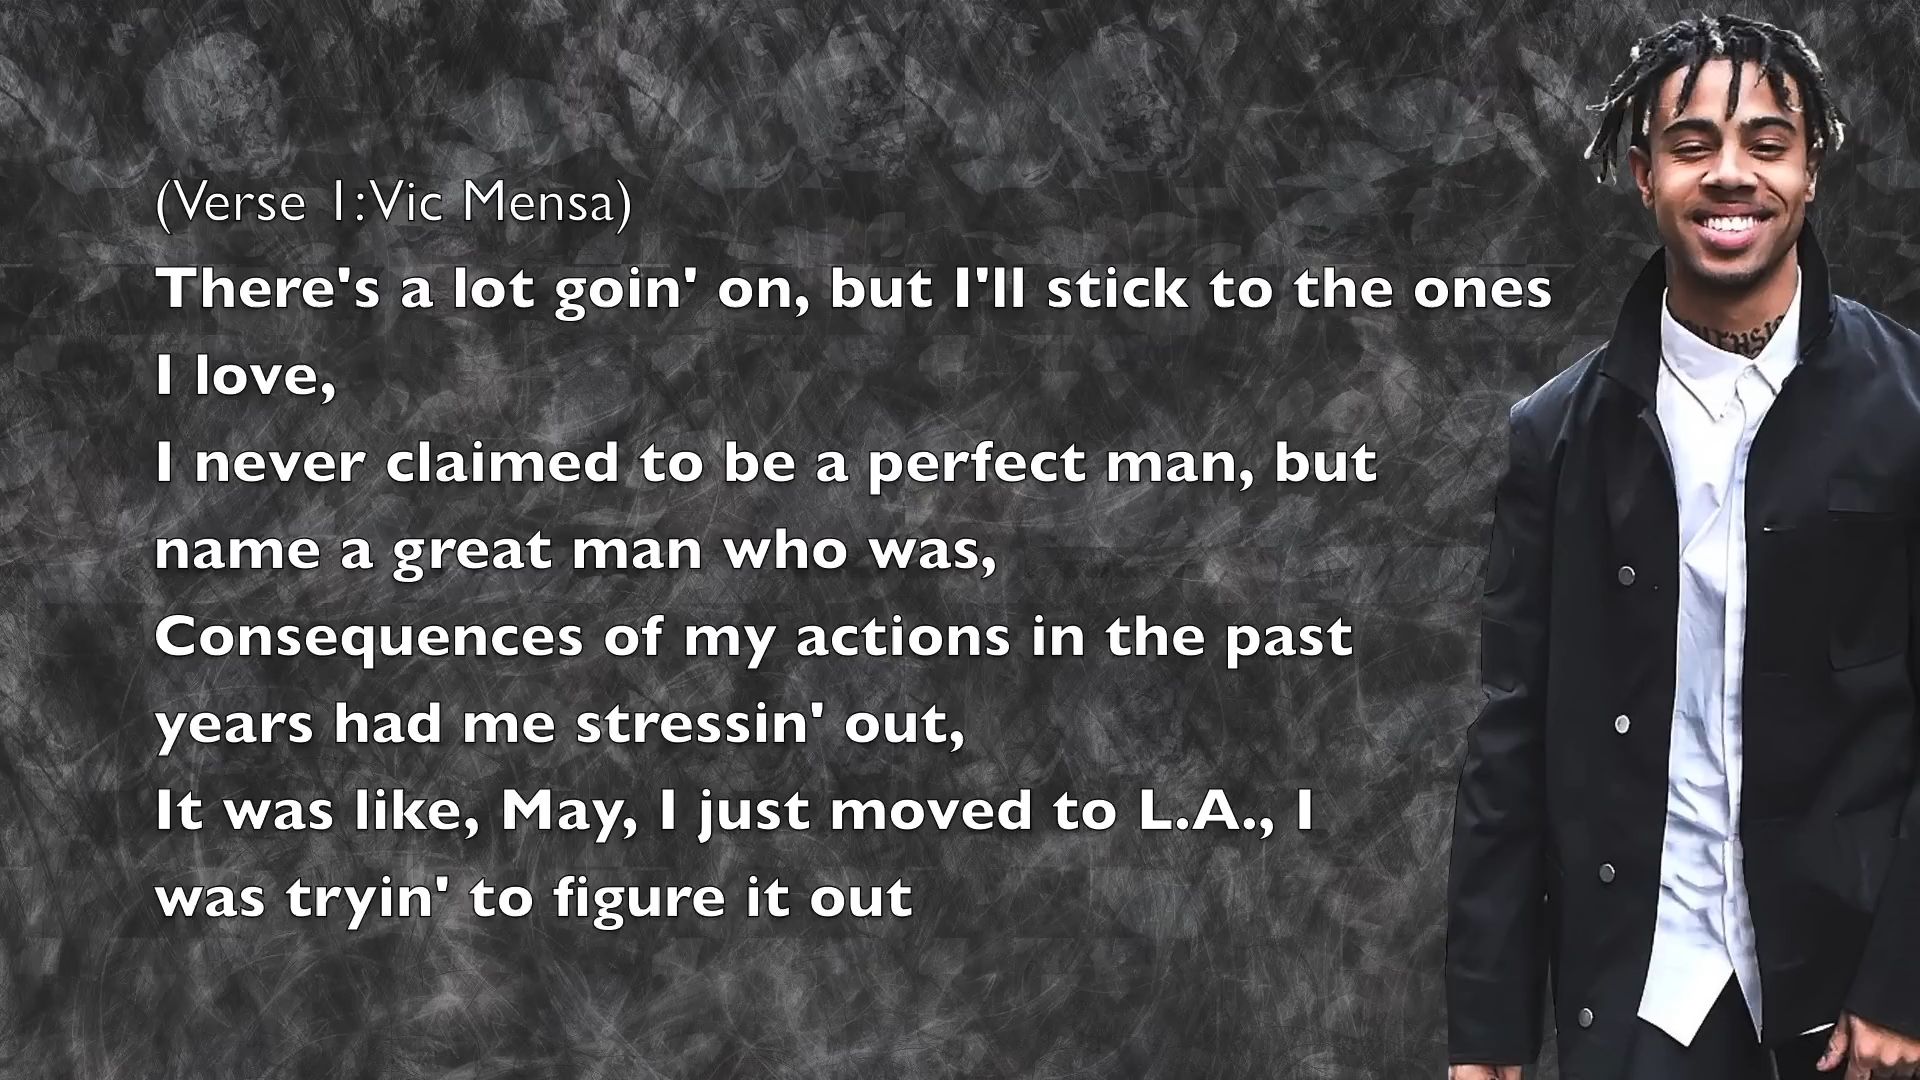 (Verse 1:Vic Mensa)
There's a lot goin' on, but I'll stick to the ones
I love,
I never claimed to be a perfect man, but
name a great man who was,
Consequences of my actions in the past
years had me stressin' out,
It was like, May, I just moved to L.A., I
was tryin' to figure it out